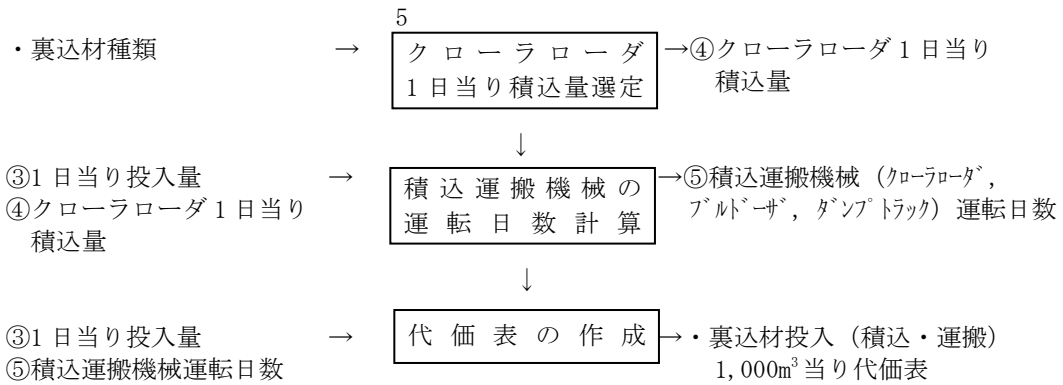 5
・裏込材種類 → クローラローダ →④クローラローダ1日当り
1日当り積込量選定 積込量
↓
③1日当り投入量 → 積込運搬機械の →⑤積込運搬機械(ｸﾛｰﾗﾛｰﾀﾞ,
④クローラローダ1日当り 運転日数計算 ﾌﾞﾙﾄﾞｰｻﾞ, ﾀﾞﾝﾌﾟﾄﾗｯｸ)運転日数
積込量
↓
③1日当り投入量 → 代価表の作成 →・裏込材投入(積込・運搬)
⑤積込運搬機械運転日数 1,000m³当り代価表